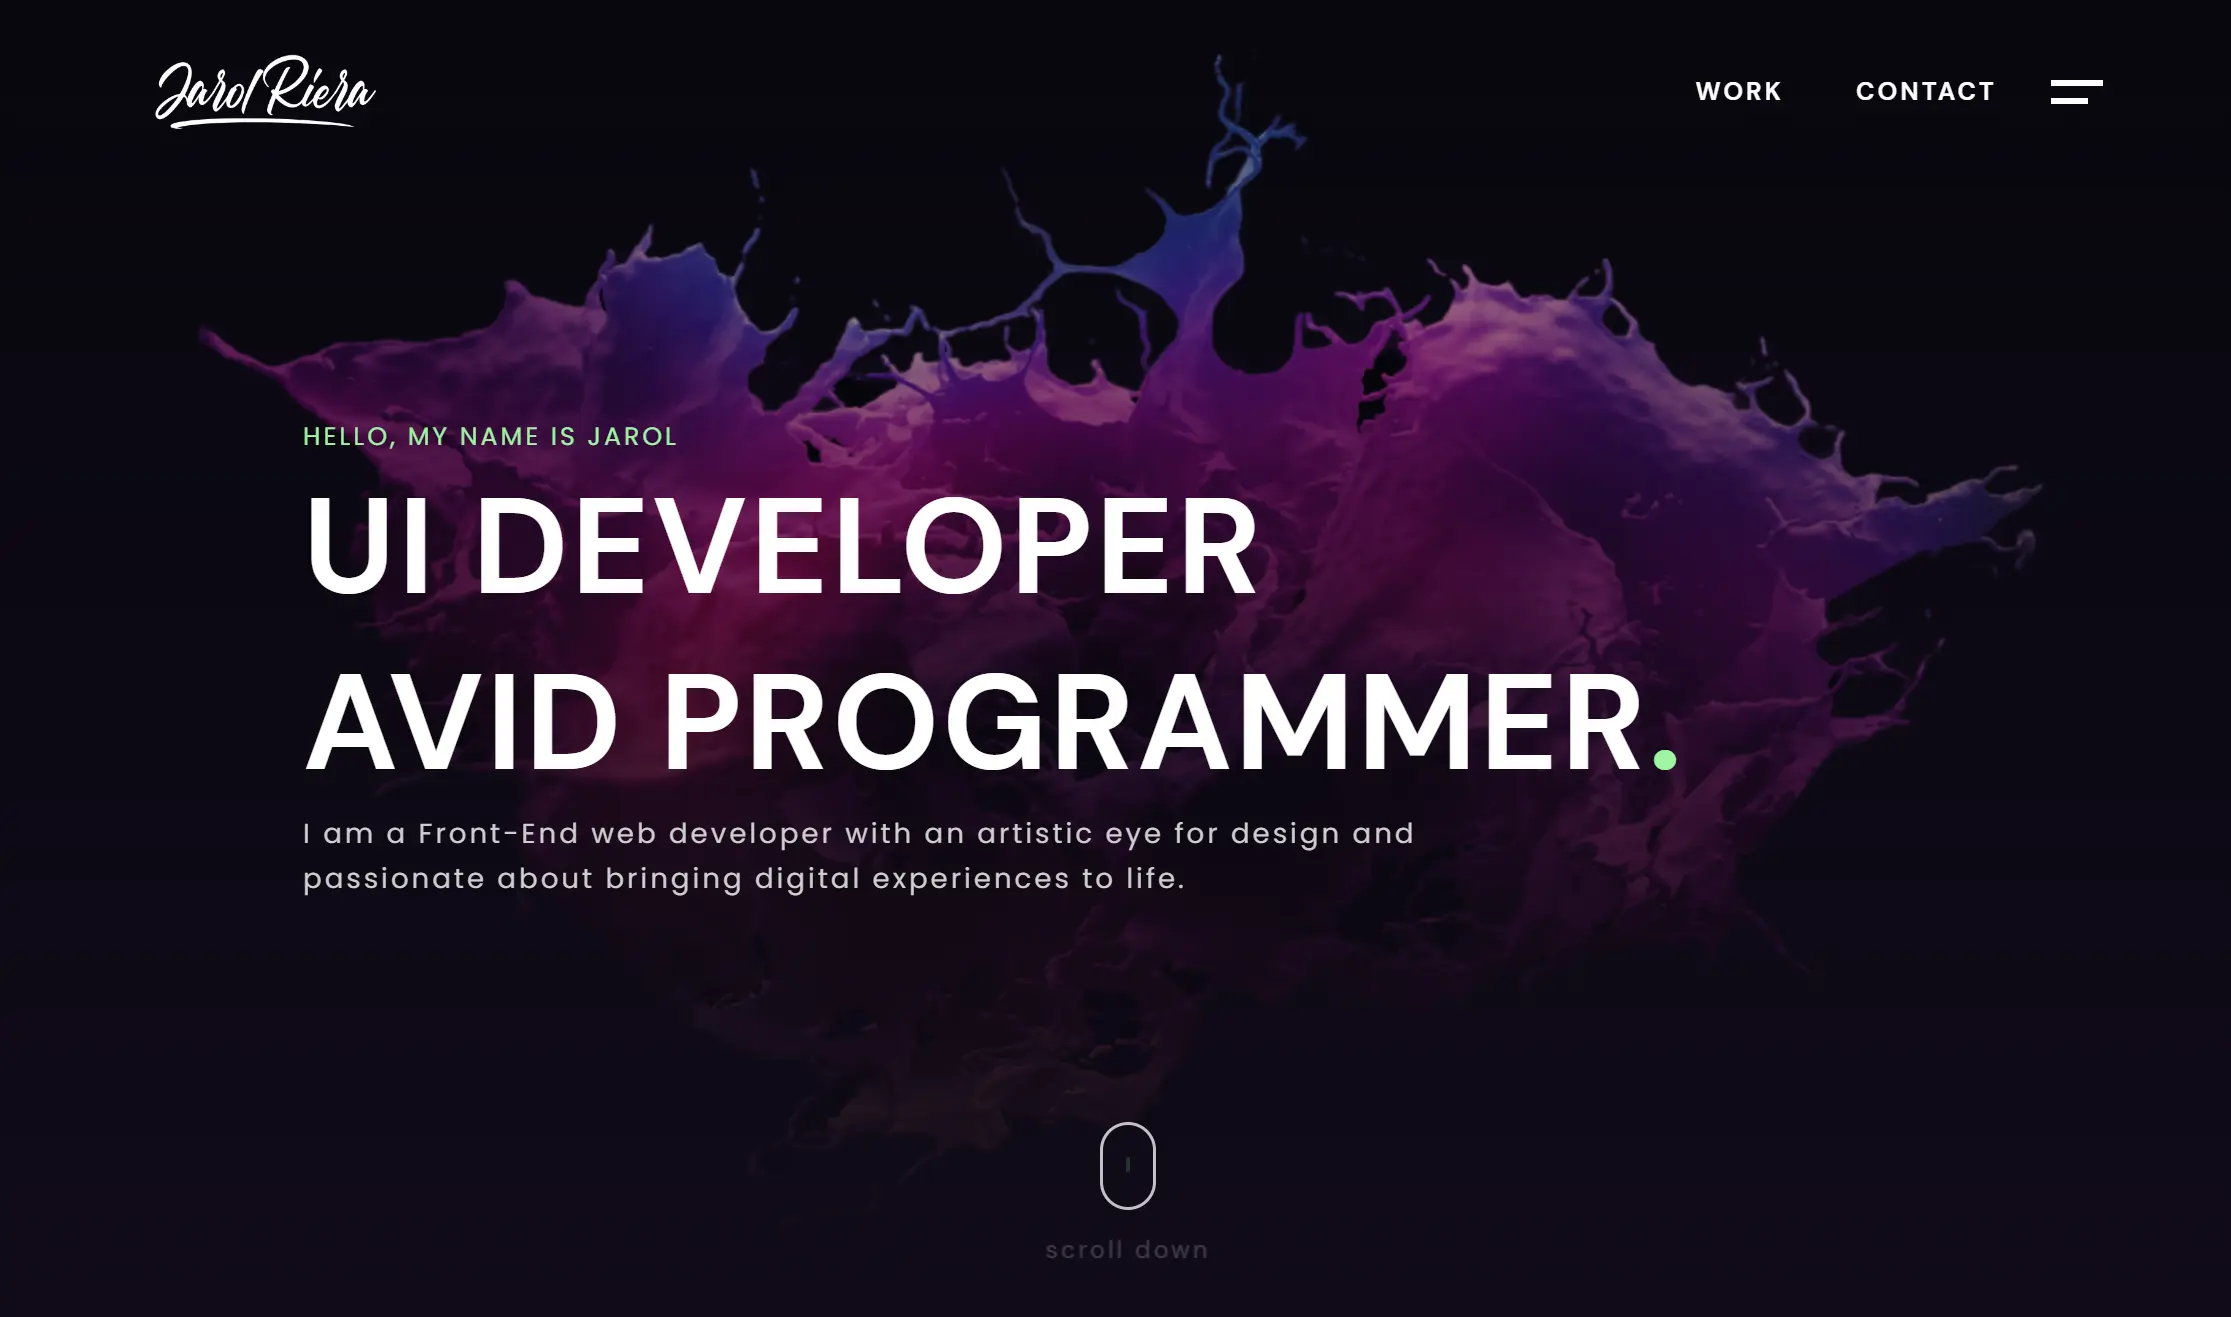 Jarol Riera
WORK CONTACT
HELLO, MY NAME IS JAROL
UI DEVELOPER
AVID PROGRAMMER.
I am a Front-End web developer with an artistic eye for design and
passionate about bringing digital experiences to life.
scroll down